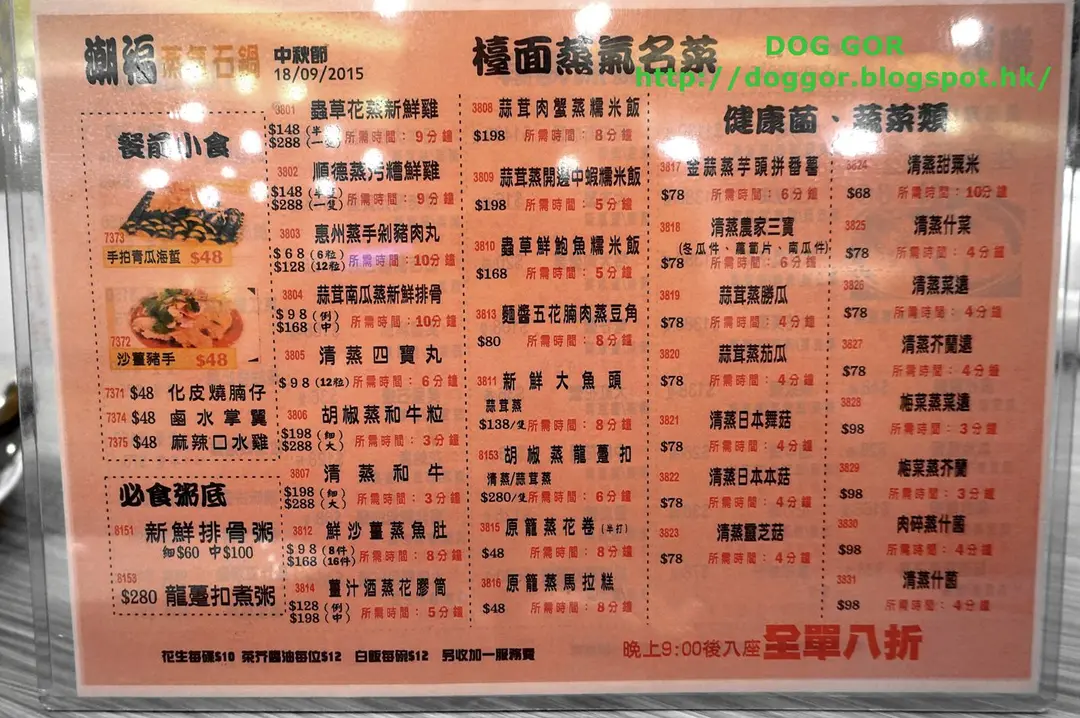 潮福 蒸氣石鍋
中秋節
18/09/2015
檯面蒸氣名菜
DOG GOR
http://doggor.blogspot.hk/
餐前小食
7373
手拍青瓜海蜇 $48
7372
沙薑豬手 $48
7371 $48 化皮燒腩仔
7374 $48 鹵水掌翼
7375 $48 麻辣口水雞
必食粥底
8151 新鮮排骨粥
細$60 中$100
8153
$280 龍躉扣煮粥
3801 蟲草花蒸新鮮雞
$148 (半隻)
$288 (一隻) 所需時間：9分鐘
3802 順德蒸污糟鮮雞
$148 (半隻)
$288 (一隻) 所需時間：9分鐘
3803 惠州蒸手剁豬肉丸
$68 (6粒)
$128 (12粒) 所需時間：10分鐘
3804 蒜茸南瓜蒸新鮮排骨
$98 (例)
$168 (中) 所需時間：10分鐘
3805 清蒸四寶丸
$98 (12粒) 所需時間：6分鐘
3806 胡椒蒸和牛粒
$198 (細)
$288 (大) 所需時間：3分鐘
3807 清蒸和牛
$198 (細)
$288 (大) 所需時間：3分鐘
3812 鮮沙薑蒸魚肚
$98 (8件)
$168 (16件) 所需時間：8分鐘
3814 薑汁酒蒸花膠筒
$128 (例)
$198 (中) 所需時間：5分鐘
3808 蒜茸肉蟹蒸糯米飯
$198 所需時間：8分鐘
3809 蒜茸蒸開邊中蝦糯米飯
$198 所需時間：5分鐘
3810 蟲草鮮鮑魚糯米飯
$168 所需時間：5分鐘
3813 麵醬五花腩肉蒸豆角
$80 所需時間：8分鐘
3811 新鮮大魚頭
蒜茸蒸
$138/隻 所需時間：8分鐘
8153 胡椒蒸龍躉扣
清蒸/蒜茸蒸
$280/隻 所需時間：6分鐘
3815 原籠蒸花卷 (半打)
$48 所需時間：8分鐘
3816 原籠蒸馬拉糕
$48 所需時間：8分鐘
健康菌、蔬菜類
3817 金蒜蒸芋頭拼番薯
$78 所需時間：6分鐘
3818 清蒸農家三寶
(冬瓜件、蘿蔔片、南瓜件)
$78 所需時間：6分鐘
3819 蒜茸蒸勝瓜
$78 所需時間：4分鐘
3820 蒜茸蒸茄瓜
$78 所需時間：4分鐘
3821 清蒸日本舞菇
$78 所需時間：4分鐘
3822 清蒸日本本菇
$78 所需時間：4分鐘
3823 清蒸靈芝菇
$78 所需時間：4分鐘
3824 清蒸甜粟米
$68 所需時間：10分鐘
3825 清蒸什菜
$78 所需時間：4分鐘
3826 清蒸菜遠
$78 所需時間：4分鐘
3827 清蒸芥蘭遠
$78 所需時間：4分鐘
3828 梅菜蒸菜遠
$98 所需時間：3分鐘
3829 梅菜蒸芥蘭
$98 所需時間：3分鐘
3830 肉碎蒸什菌
$98 所需時間：4分鐘
3831 清蒸什菌
$98 所需時間：4分鐘
花生每碟$10 茶芥醬油每位$12 白飯每碗$12 另收加一服務費
晚上9:00後入座 全單八折